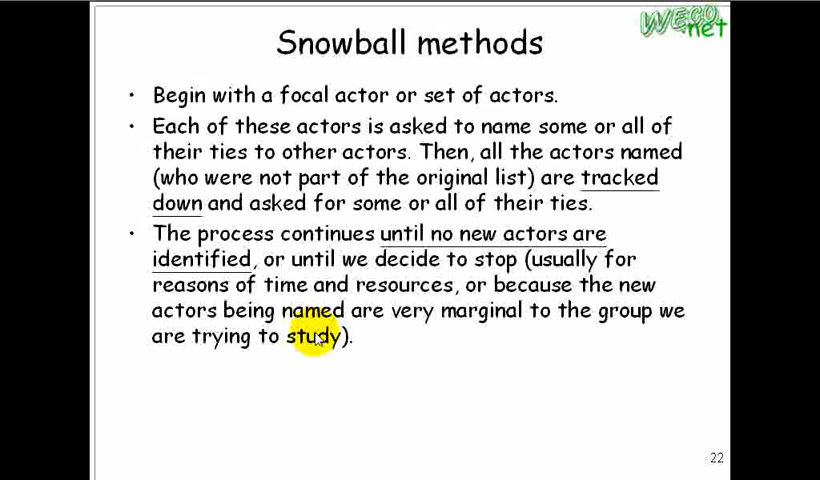 WECO
.net
Snowball methods
• Begin with a focal actor or set of actors.
• Each of these actors is asked to name some or all of
their ties to other actors. Then, all the actors named
(who were not part of the original list) are tracked
down and asked for some or all of their ties.
• The process continues until no new actors are
identified, or until we decide to stop (usually for
reasons of time and resources, or because the new
actors being named are very marginal to the group we
are trying to study).
22